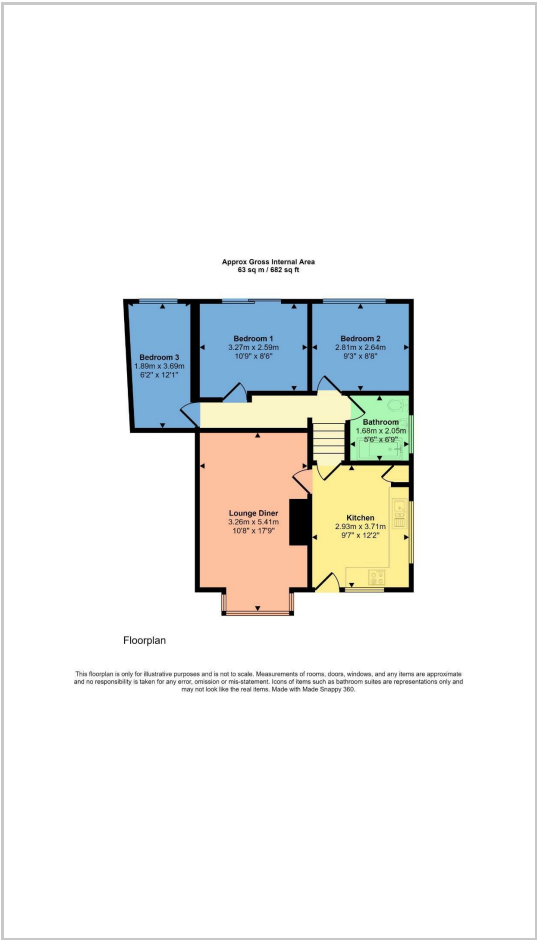 Approx Gross Internal Area
63 sq m / 682 sq ft
Bedroom 1
3.27m x 2.59m
10'9" x 8'6"
Bedroom 2
2.81m x 2.64m
9'3" x 8'8"
Bedroom 3
1.89m x 3.69m
6'2" x 12'1"
Bathroom
1.68m x 2.05m
5'6" x 6'9"
Lounge Diner
3.26m x 5.41m
10'8" x 17'9"
Kitchen
2.93m x 3.71m
9'7" x 12'2"
Floorplan
This floorplan is only for illustrative purposes and is not to scale. Measurements of rooms, doors, windows, and any items are approximate
and no responsibility is taken for any error, omission or mis-statement. Icons of items such as bathroom suites are representations only and
may not look like the real items. Made with Made Snappy 360.